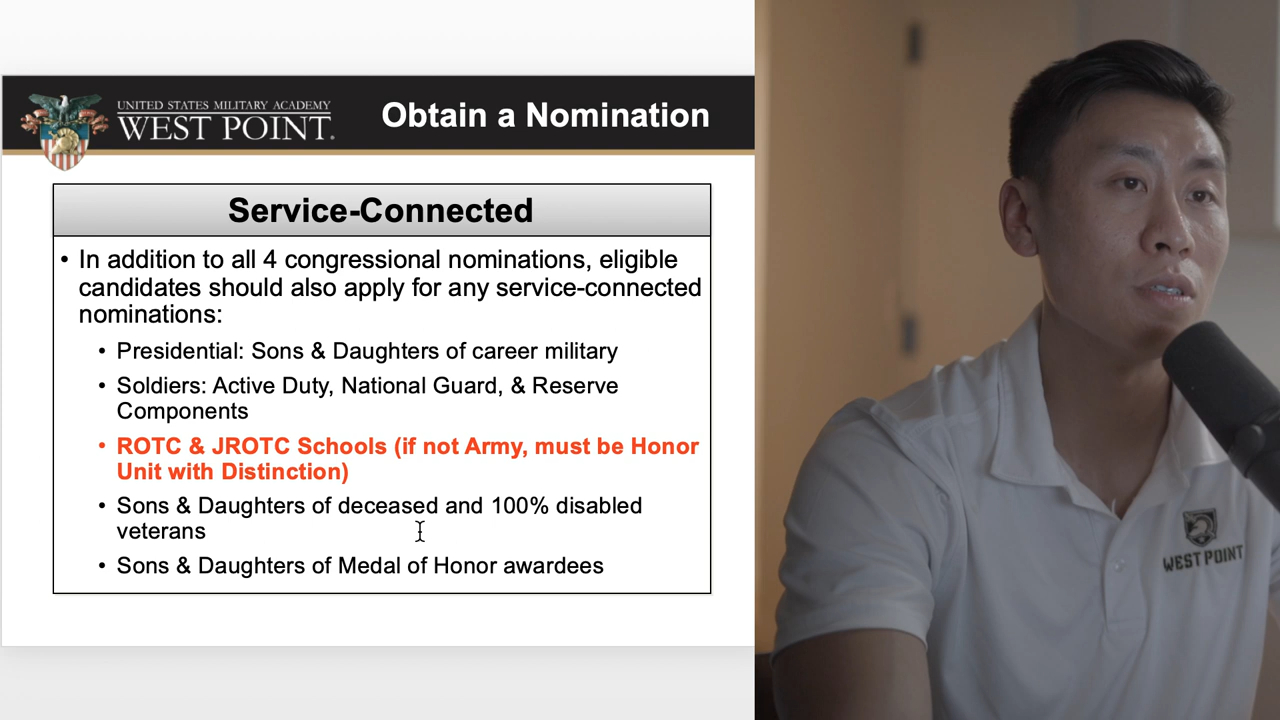 UNITED STATES MILITARY ACADEMY
WEST POINT.
Obtain a Nomination
Service-Connected
• In addition to all 4 congressional nominations, eligible
candidates should also apply for any service-connected
nominations:
• Presidential: Sons & Daughters of career military
• Soldiers: Active Duty, National Guard, & Reserve
Components
• ROTC & JROTC Schools (if not Army, must be Honor
Unit with Distinction)
• Sons & Daughters of deceased and 100% disabled
veterans
• Sons & Daughters of Medal of Honor awardees
WEST POINT